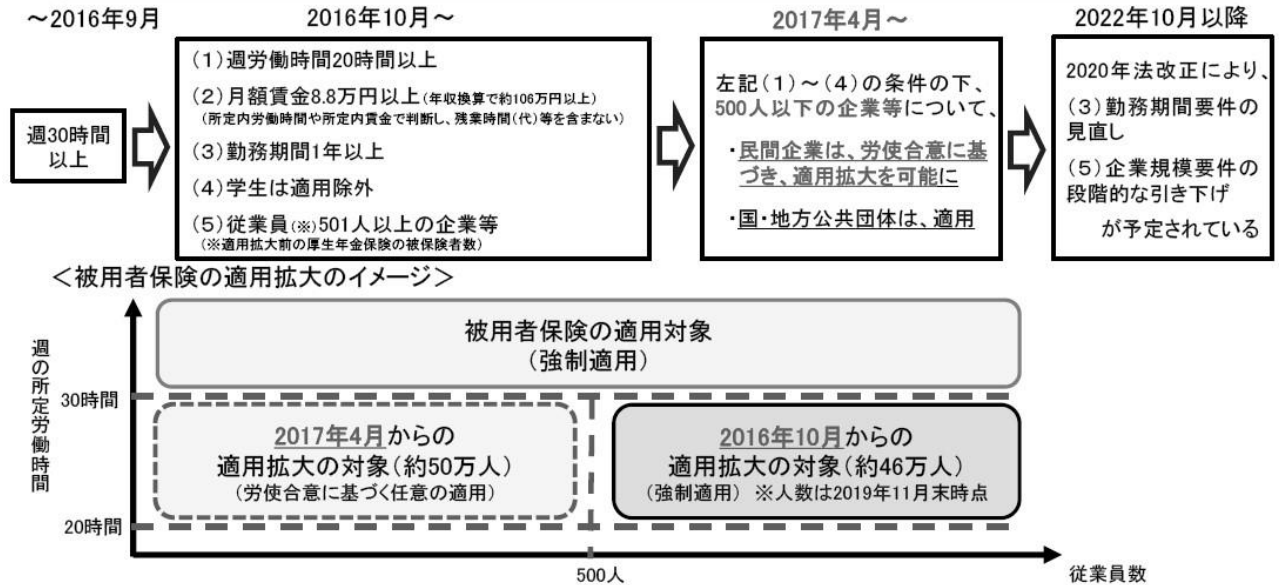 ～2016年9月
週30時間
以上
2016年10月～
(1)週労働時間20時間以上
(2)月額賃金8.8万円以上(年収換算で約106万円以上)
(所定内労働時間や所定内賃金で判断し、残業時間(代)等を含まない)
(3)勤務期間1年以上
(4)学生は適用除外
(5)従業員(※)501人以上の企業等
(※適用拡大前の厚生年金保険の被保険者数)
2017年4月～
左記(1)～(4)の条件の下、
500人以下の企業等について、
・民間企業は、労使合意に基
づき、適用拡大を可能に
・国・地方公共団体は、適用
2022年10月以降
2020年法改正により、
(3)勤務期間要件の
見直し
(5)企業規模要件の
段階的な引き下げ
が予定されている
＜被用者保険の適用拡大のイメージ＞
週の所定労働時間
被用者保険の適用対象
(強制適用)
30時間
2017年4月からの
適用拡大の対象(約50万人)
(労使合意に基づく任意の適用)
2016年10月からの
適用拡大の対象(約46万人)
(強制適用) ※人数は2019年11月末時点
20時間
500人
従業員数